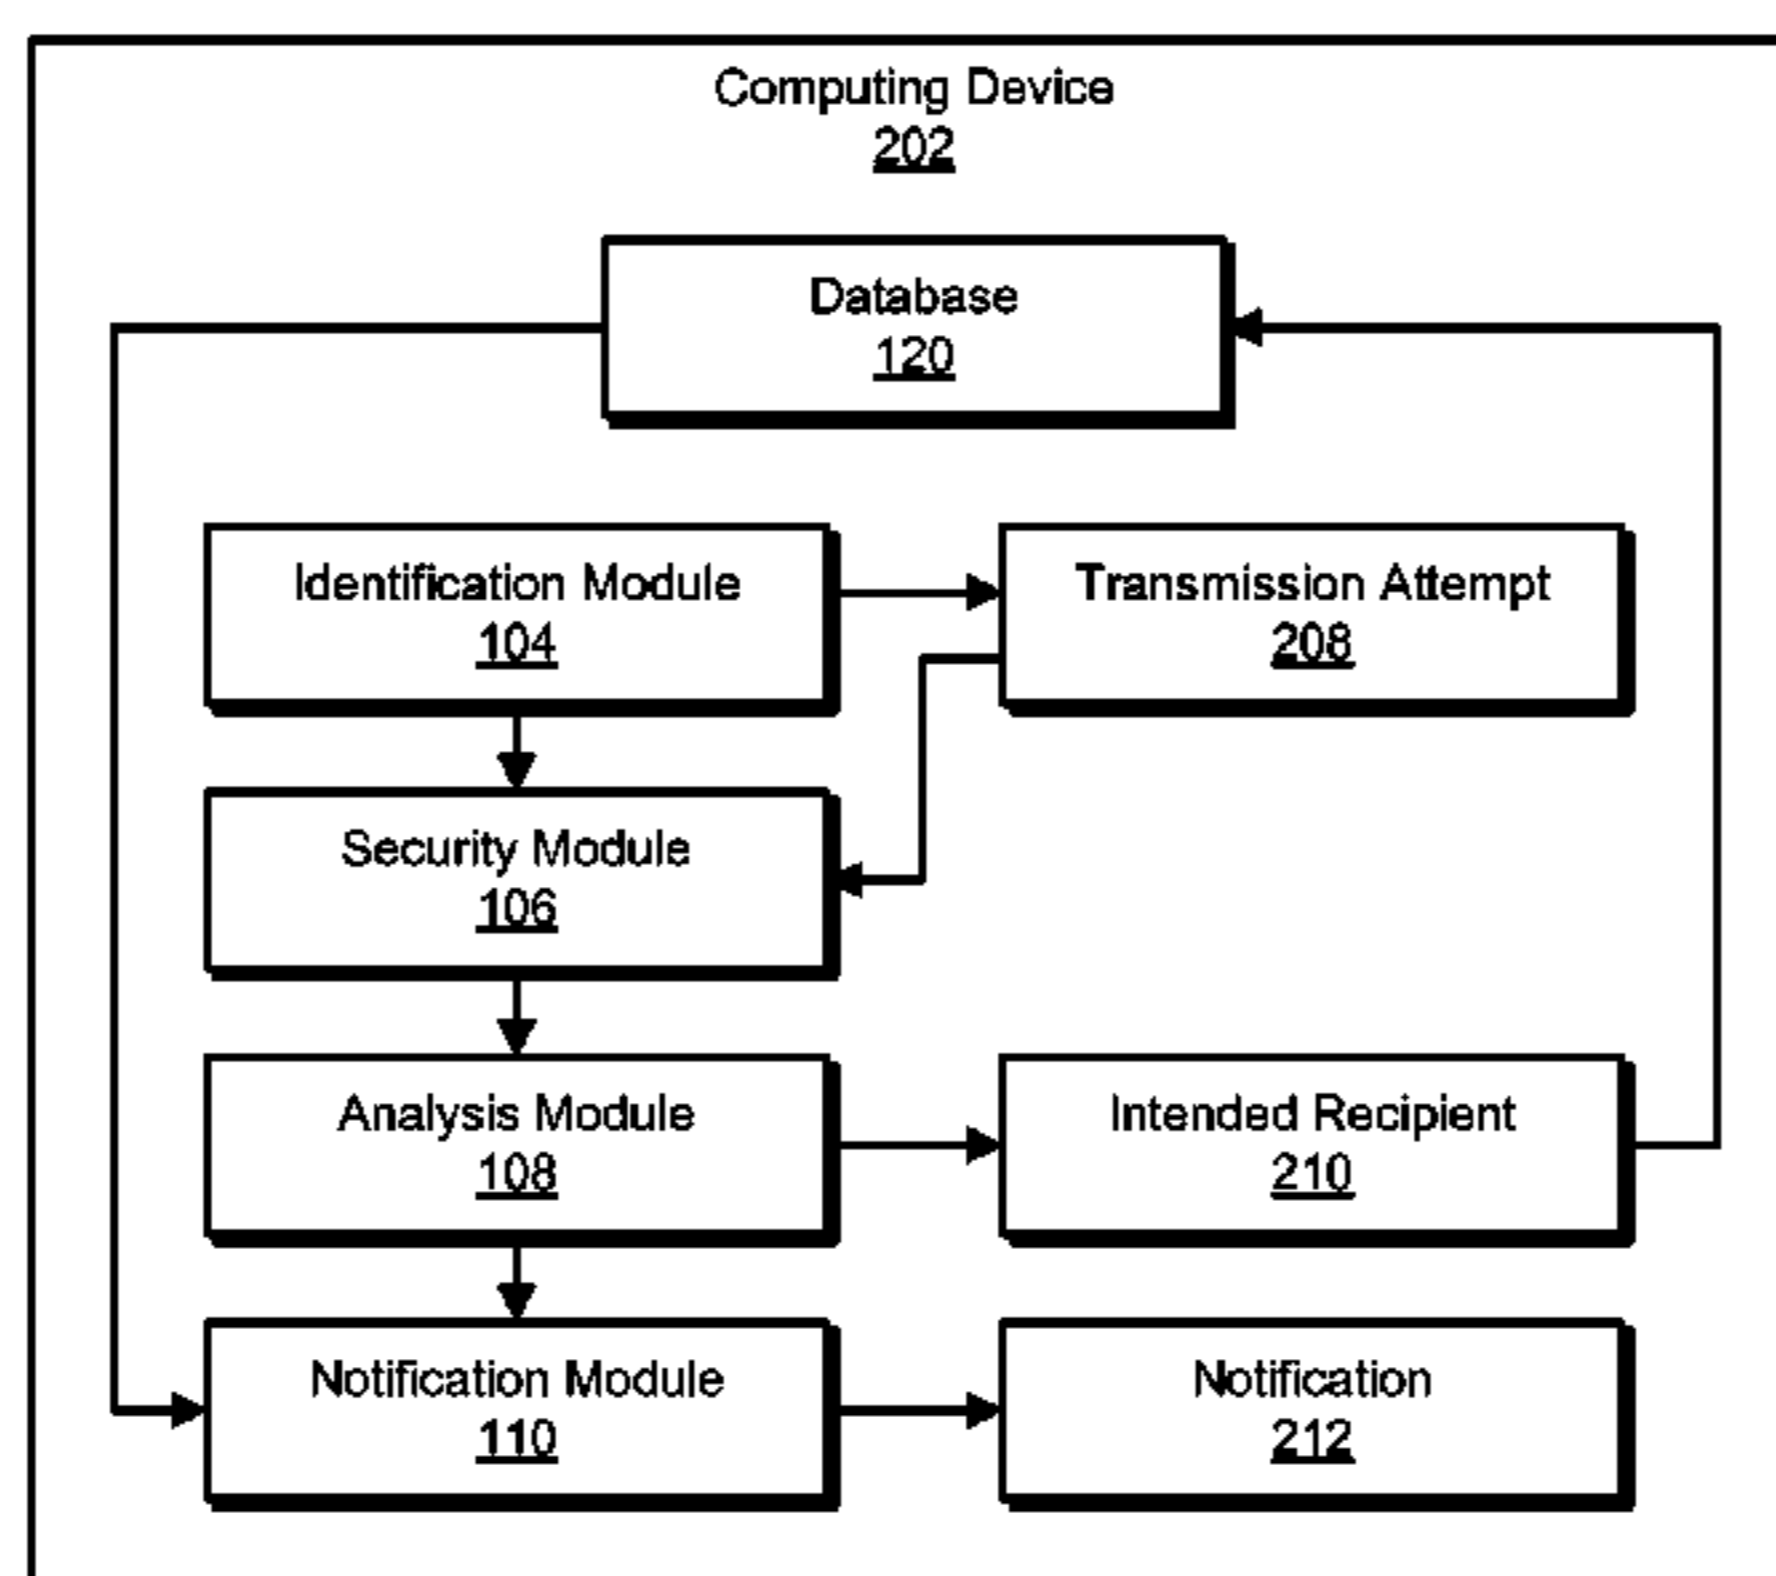 Computing Device
202
Database
120
Identification Module
104
Transmission Attempt
208
Security Module
106
Analysis Module
108
Intended Recipient
210
Notification Module
110
Notification
212